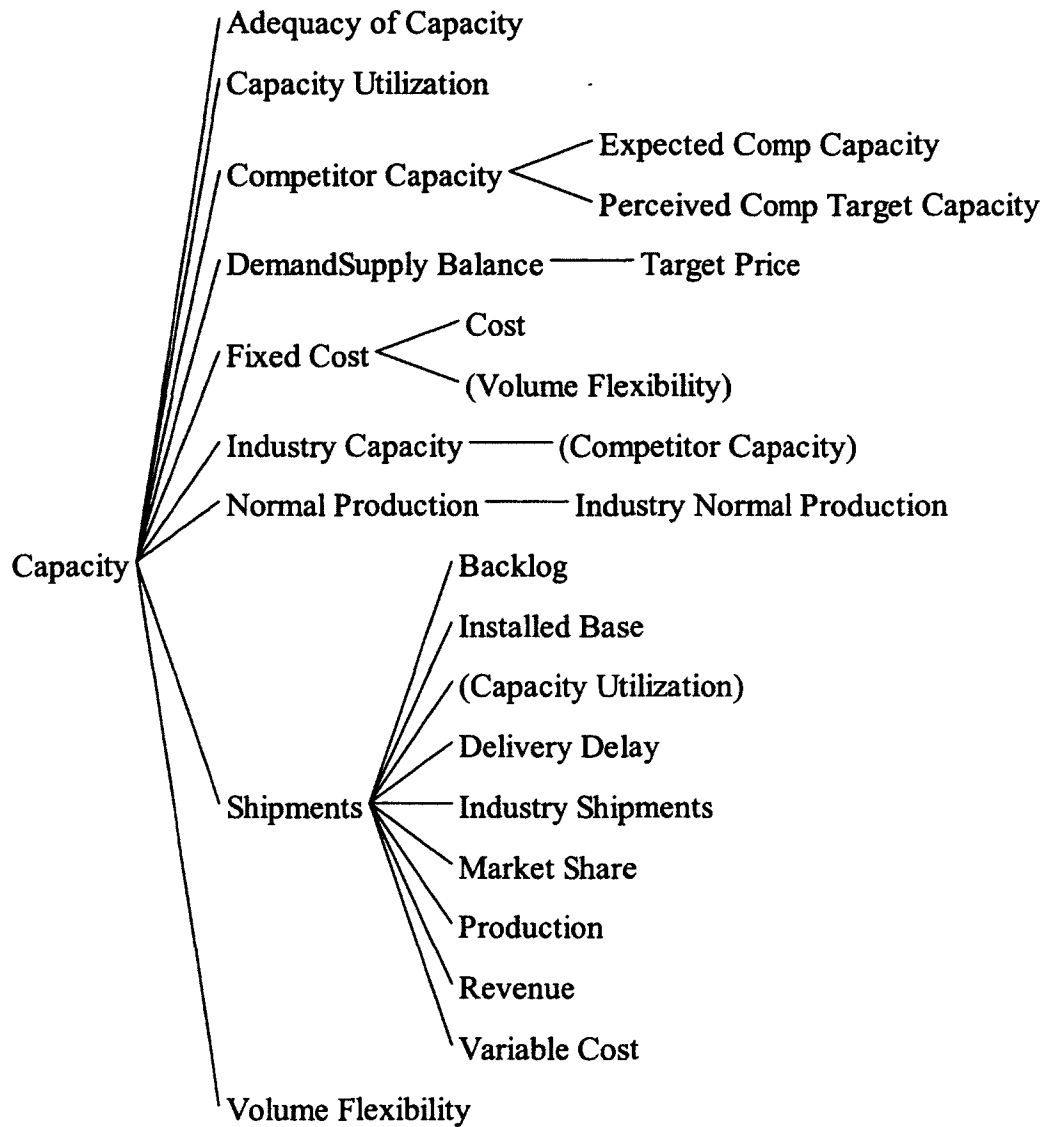 Adequacy of Capacity
Capacity Utilization
Expected Comp Capacity
Competitor Capacity
Perceived Comp Target Capacity
DemandSupply Balance
Target Price
Cost
Fixed Cost
(Volume Flexibility)
Industry Capacity
(Competitor Capacity)
Normal Production
Industry Normal Production
Capacity
Backlog
Installed Base
(Capacity Utilization)
Delivery Delay
Shipments
Industry Shipments
Market Share
Production
Revenue
Variable Cost
Volume Flexibility